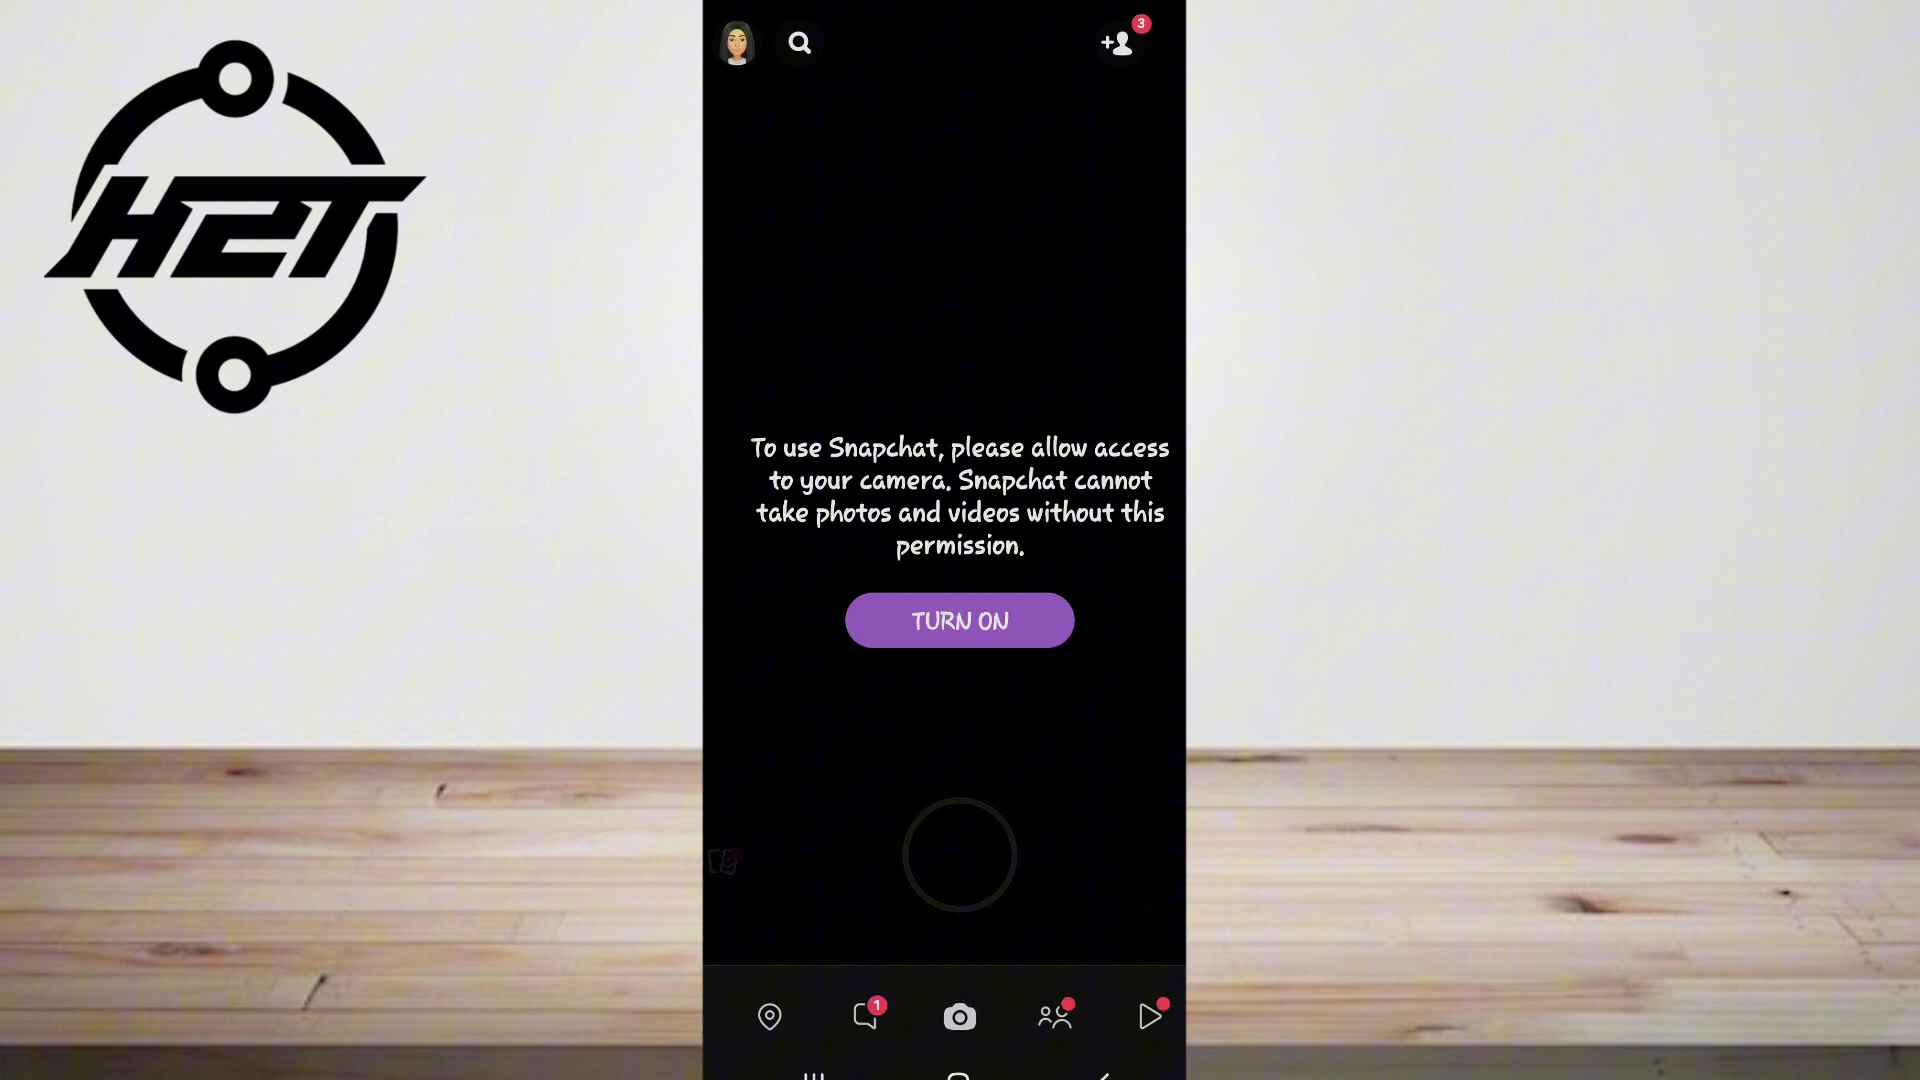 H2T
3
To use Snapchat, please allow access
to your camera. Snapchat cannot
take photos and videos without this
permission.
TURN ON
1